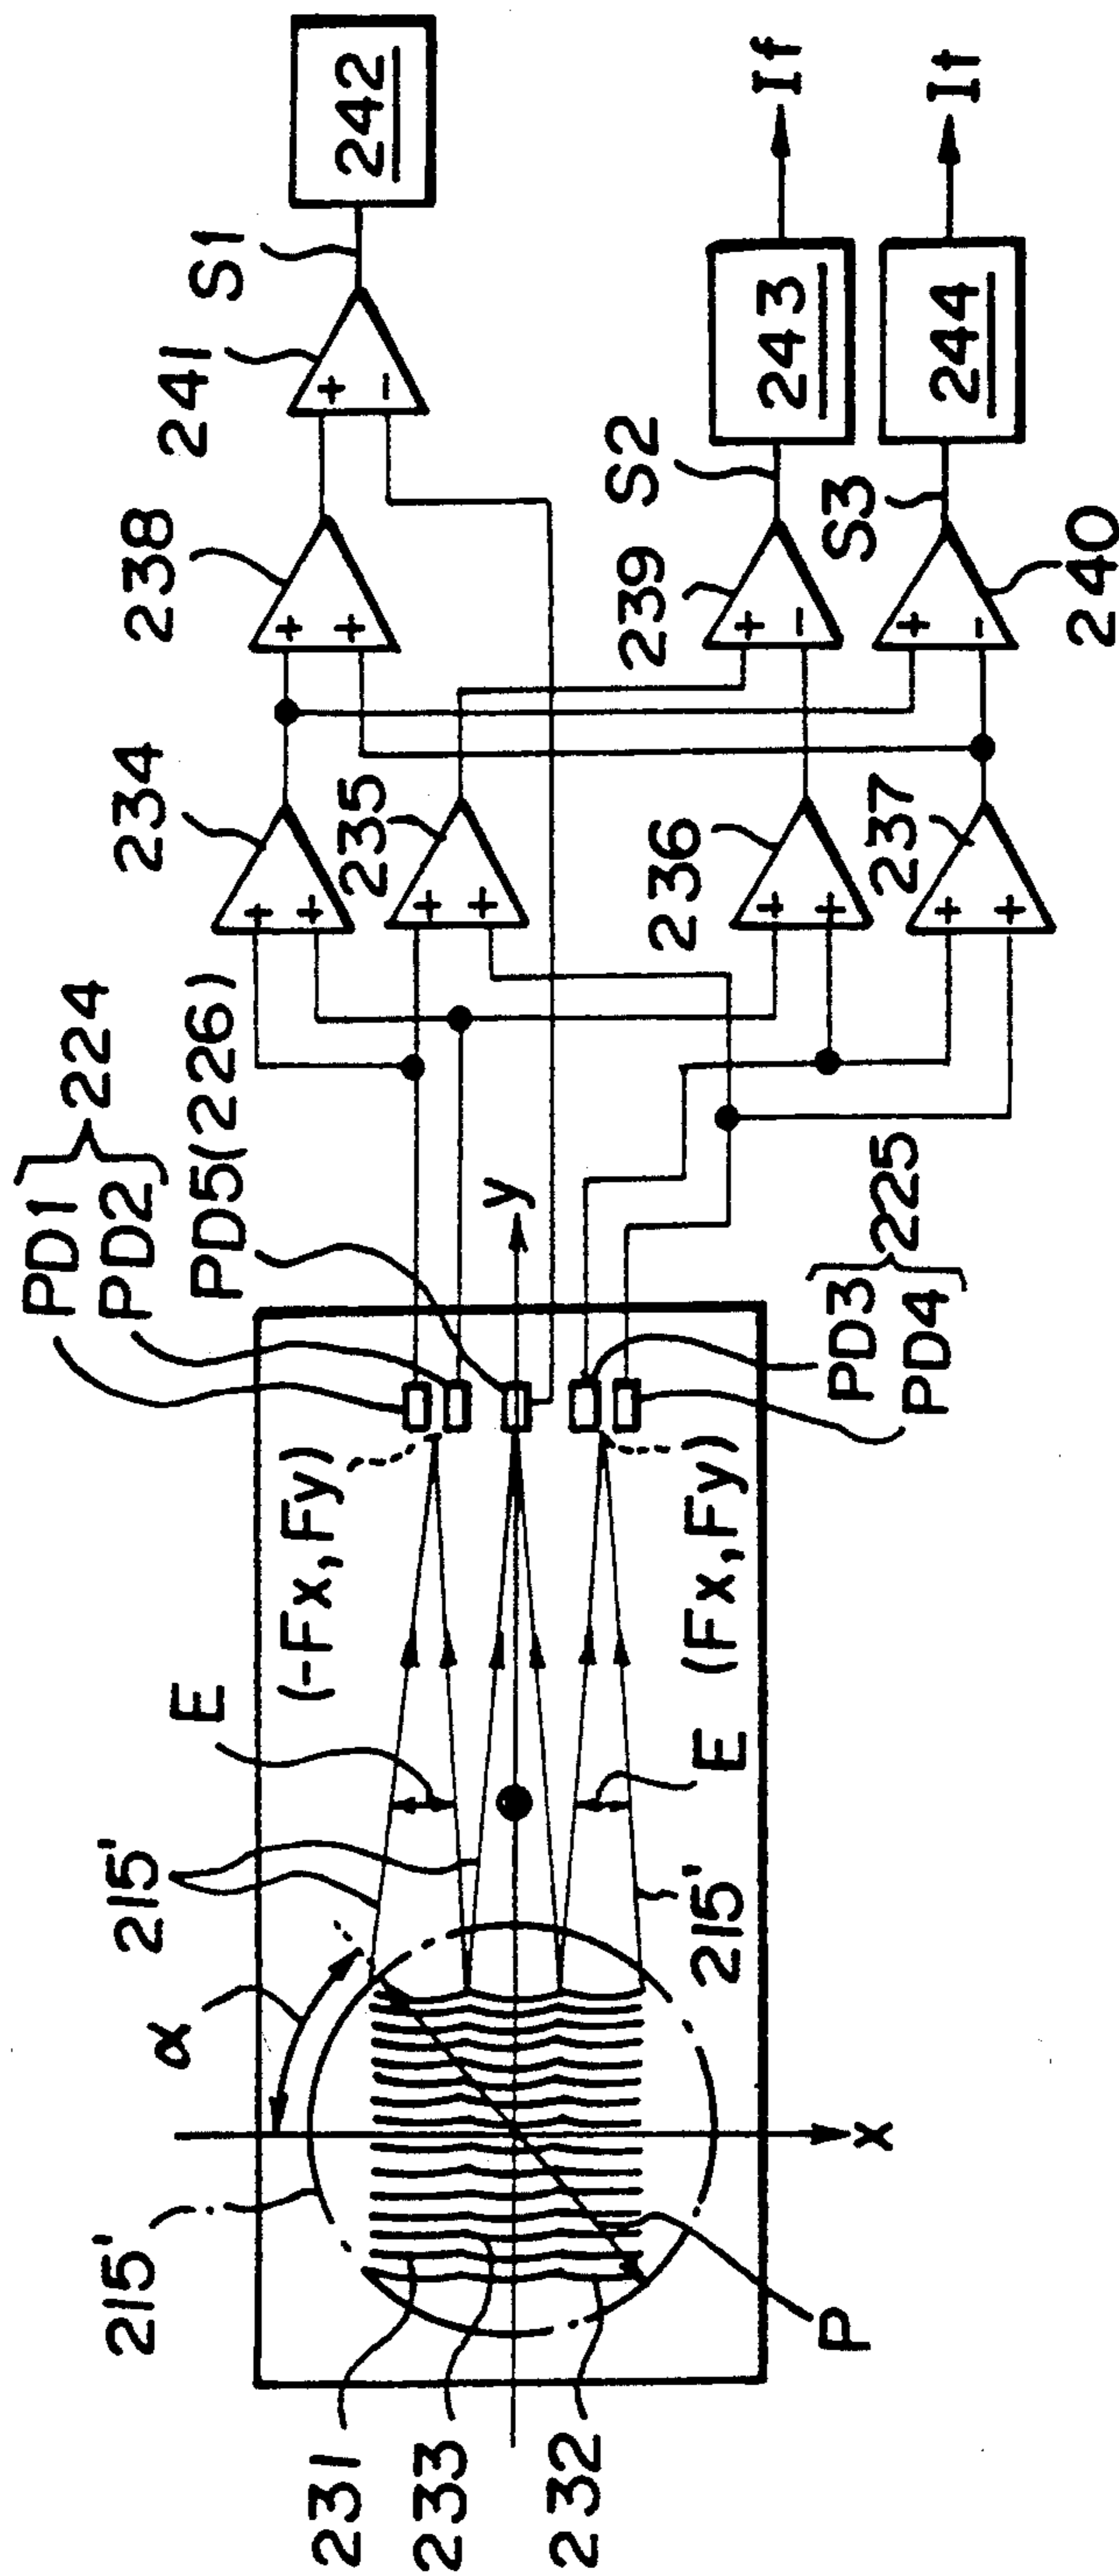 PD1
PD2
} 224
PD5(226)
234
235
238
241
S1
242
239
S2
243
If
236
237
S3
244
It
240
y
PD3
PD4
} 225
(-Fx, Fy)
(Fx, Fy)
E
E
215'
215'
215'
α
x
P
231
233
232
+
+
+
+
+
+
+
+
+
+
+
-
+
-
+
-